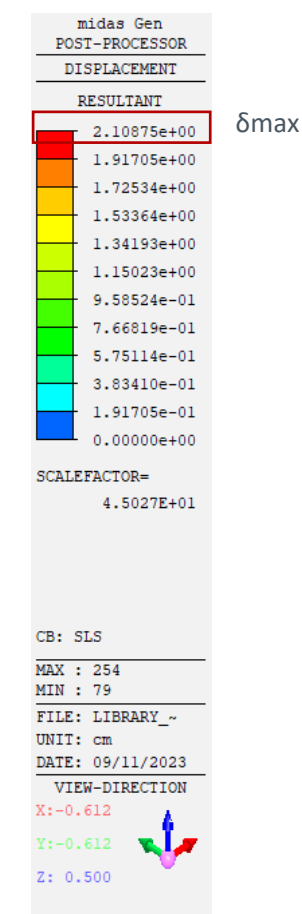 midas Gen
POST-PROCESSOR
DISPLACEMENT
RESULTANT
2.10875e+00 δmax
1.91705e+00
1.72534e+00
1.53364e+00
1.34193e+00
1.15023e+00
9.58524e-01
7.66819e-01
5.75114e-01
3.83410e-01
1.91705e-01
0.00000e+00
SCALEFACTOR=
4.5027E+01
CB: SLS
MAX : 254
MIN : 79
FILE: LIBRARY_~
UNIT: cm
DATE: 09/11/2023
VIEW-DIRECTION
X:-0.612
Y:-0.612
Z: 0.500